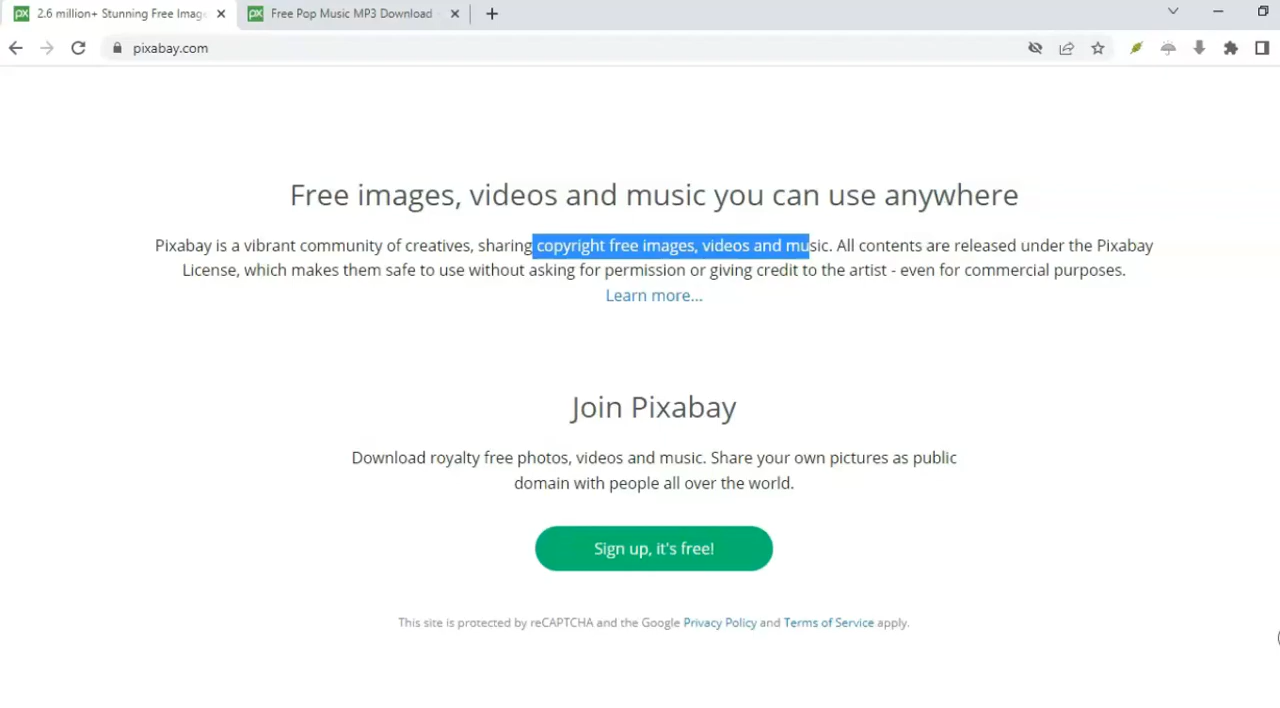 px 2.6 million+ Stunning Free Image
px Free Pop Music MP3 Download
pixabay.com
Free images, videos and music you can use anywhere
Pixabay is a vibrant community of creatives, sharing copyright free images, videos and music. All contents are released under the Pixabay
License, which makes them safe to use without asking for permission or giving credit to the artist - even for commercial purposes.
Learn more...
Join Pixabay
Download royalty free photos, videos and music. Share your own pictures as public
domain with people all over the world.
Sign up, it's free!
This site is protected by reCAPTCHA and the Google Privacy Policy and Terms of Service apply.